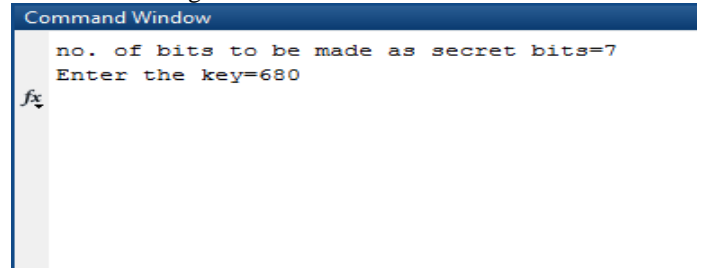 Command Window
no. of bits to be made as secret bits=7
Enter the key=680
fx